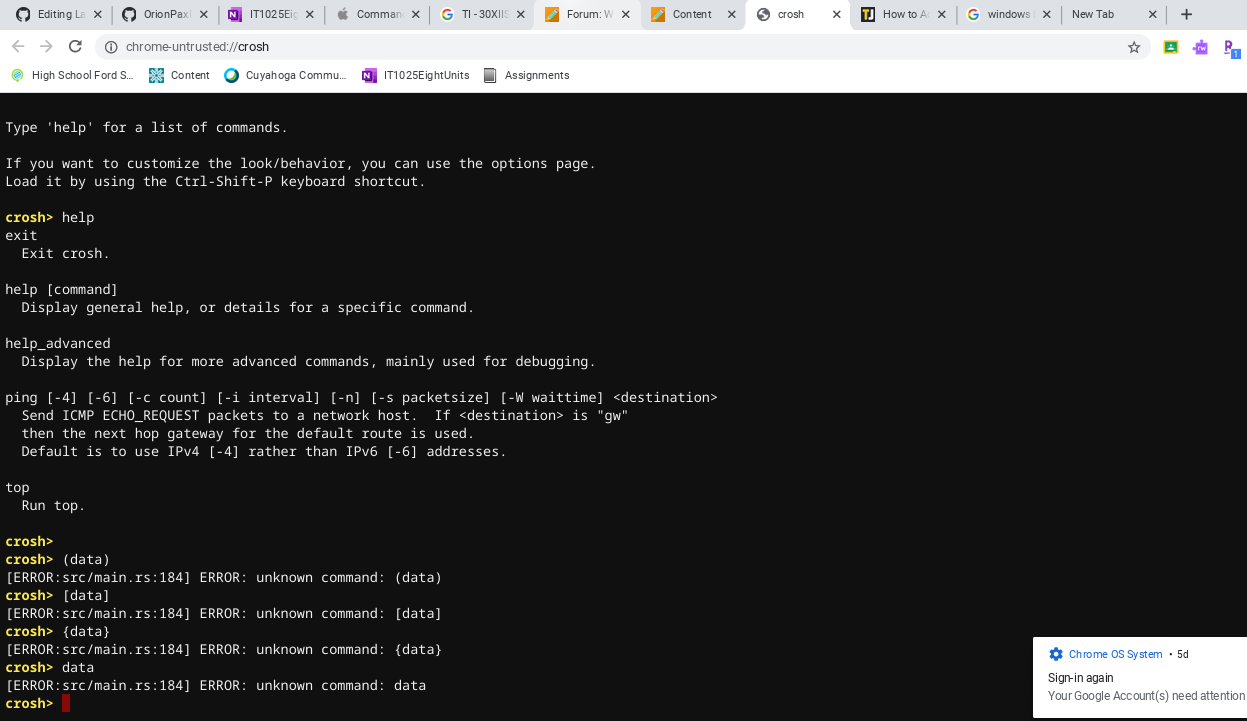 Editing La
OrionPaxl
IT1025Eig
Comman
TI - 30XIIS
Forum: W
Content
crosh
How to Ac
windows l
New Tab
chrome-untrusted://crosh
1
High School Ford S...
Content
Cuyahoga Commu...
IT1025EightUnits
Assignments
Type 'help' for a list of commands.
If you want to customize the look/behavior, you can use the options page.
Load it by using the Ctrl-Shift-P keyboard shortcut.
crosh> help
exit
Exit crosh.
help [command]
Display general help, or details for a specific command.
help_advanced
Display the help for more advanced commands, mainly used for debugging.
ping [-4] [-6] [-c count] [-i interval] [-n] [-s packetsize] [-W waittime] <destination>
Send ICMP ECHO_REQUEST packets to a network host.  If <destination> is "gw"
then the next hop gateway for the default route is used.
Default is to use IPv4 [-4] rather than IPv6 [-6] addresses.
top
Run top.
crosh>
crosh> (data)
[ERROR:src/main.rs:184] ERROR: unknown command: (data)
crosh> [data]
[ERROR:src/main.rs:184] ERROR: unknown command: [data]
crosh> {data}
[ERROR:src/main.rs:184] ERROR: unknown command: {data}
crosh> data
[ERROR:src/main.rs:184] ERROR: unknown command: data
crosh>
Chrome OS System • 5d
Sign-in again
Your Google Account(s) need attention